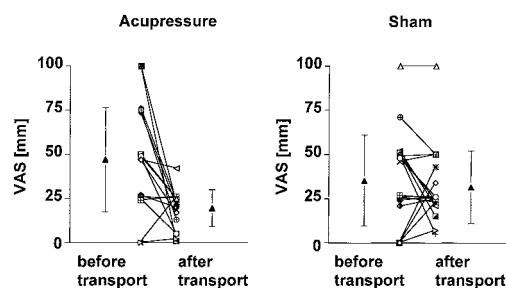 Acupressure
VAS [mm]
100
75
50
25
0
before
transport
after
transport
Sham
VAS [mm]
100
75
50
25
0
before
transport
after
transport